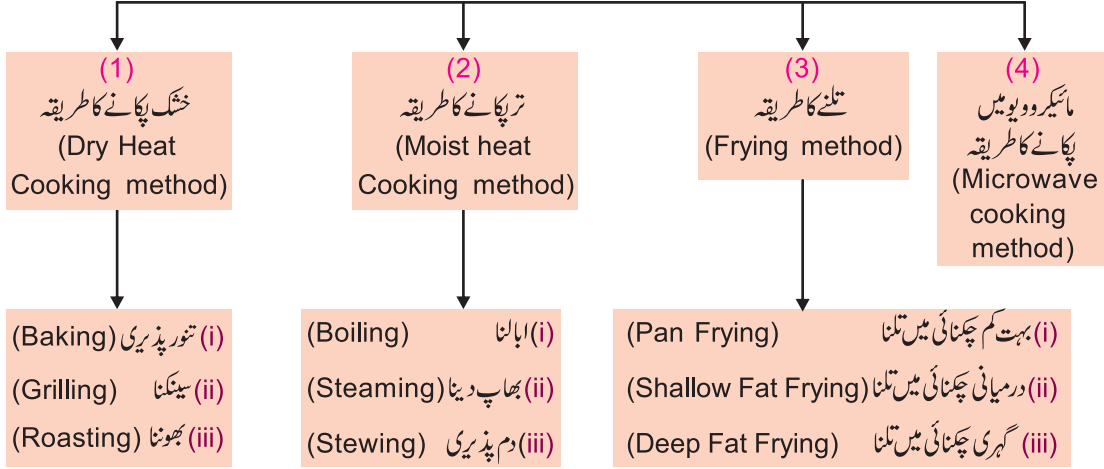 (1)
خشک پکانے کا طریقہ
(Dry Heat
Cooking method)
(2)
تر پکانے کا طریقہ
(Moist heat
Cooking method)
(3)
تلنے کا طریقہ
(Frying method)
(4)
مائیکروویو میں
پکانے کا طریقہ
(Microwave
cooking
method)
(i) تنور پذیری (Baking)
(ii) سینکنا (Grilling)
(iii) بھوننا (Roasting)
(i) ابالنا (Boiling)
(ii) بھاپ دینا (Steaming)
(iii) دم پذیری (Stewing)
(i) بہت کم چکنائی میں تلنا (Pan Frying)
(ii) درمیانی چکنائی میں تلنا (Shallow Fat Frying)
(iii) گہری چکنائی میں تلنا (Deep Fat Frying)